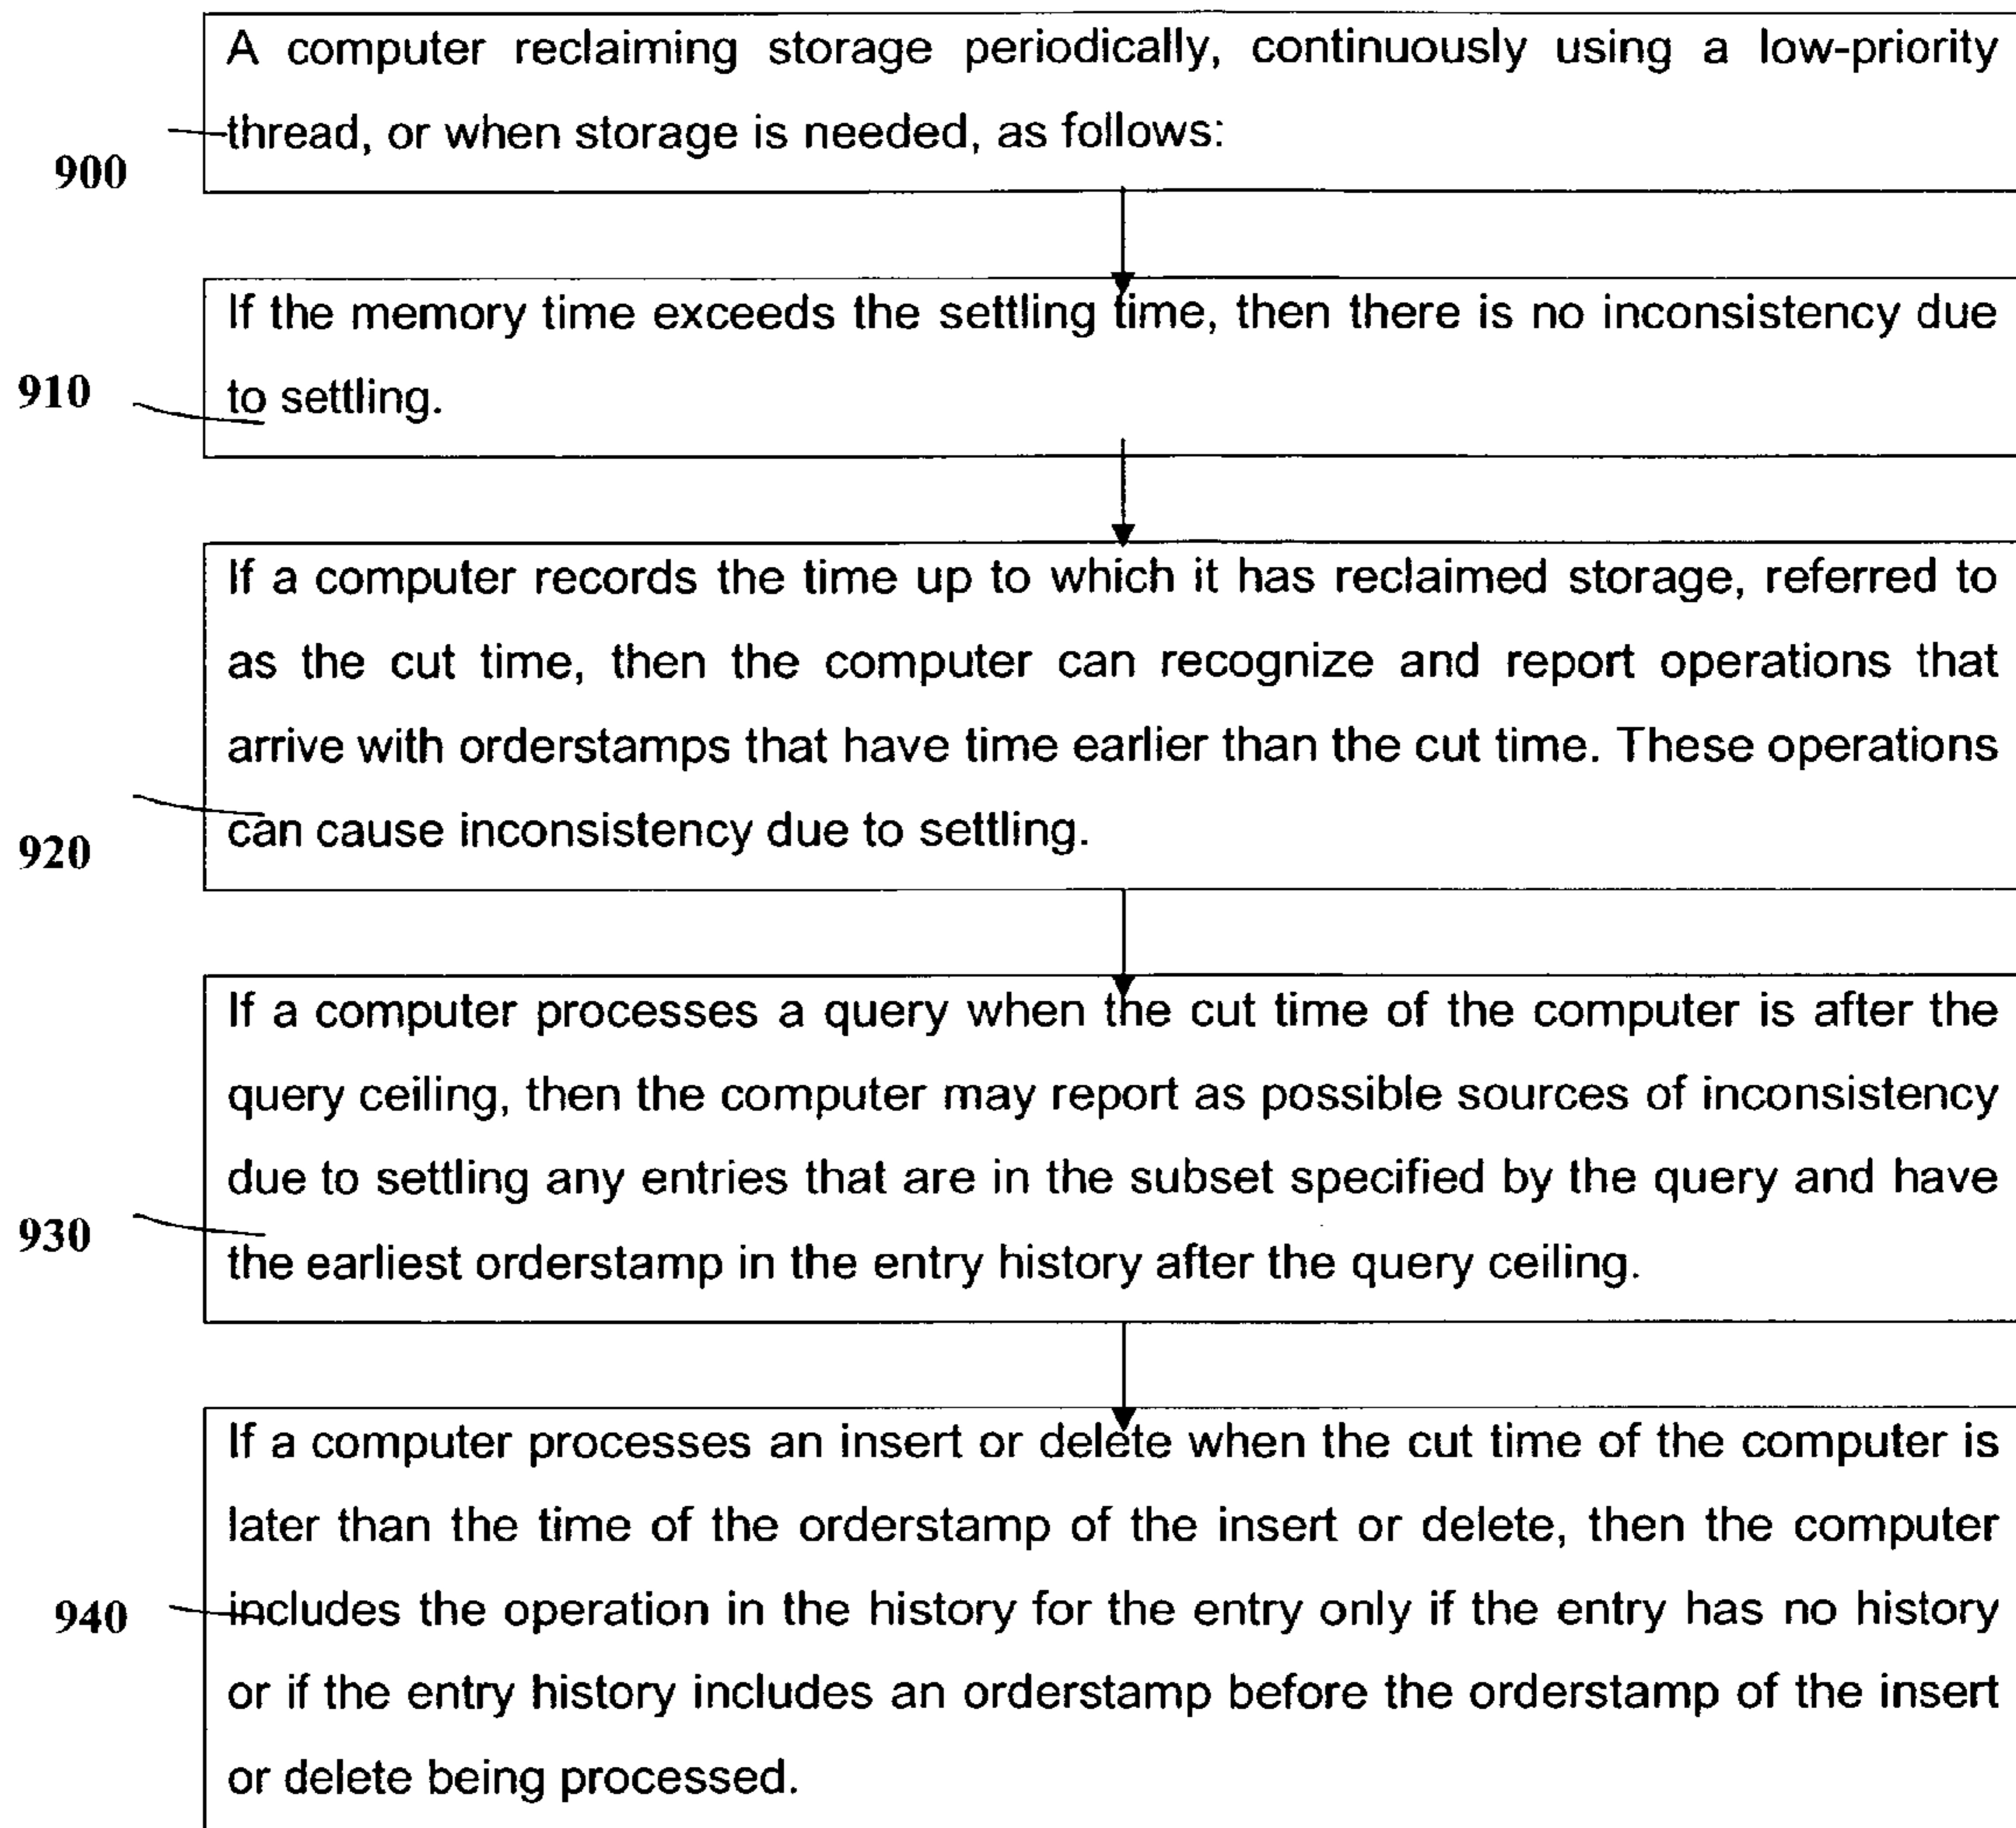 A computer reclaiming storage periodically, continuously using a low-priority
thread, or when storage is needed, as follows:
900
If the memory time exceeds the settling time, then there is no inconsistency due
to settling.
910
If a computer records the time up to which it has reclaimed storage, referred to
as the cut time, then the computer can recognize and report operations that
arrive with orderstamps that have time earlier than the cut time. These operations
can cause inconsistency due to settling.
920
If a computer processes a query when the cut time of the computer is after the
query ceiling, then the computer may report as possible sources of inconsistency
due to settling any entries that are in the subset specified by the query and have
the earliest orderstamp in the entry history after the query ceiling.
930
If a computer processes an insert or delete when the cut time of the computer is
later than the time of the orderstamp of the insert or delete, then the computer
includes the operation in the history for the entry only if the entry has no history
940
or if the entry history includes an orderstamp before the orderstamp of the insert
or delete being processed.